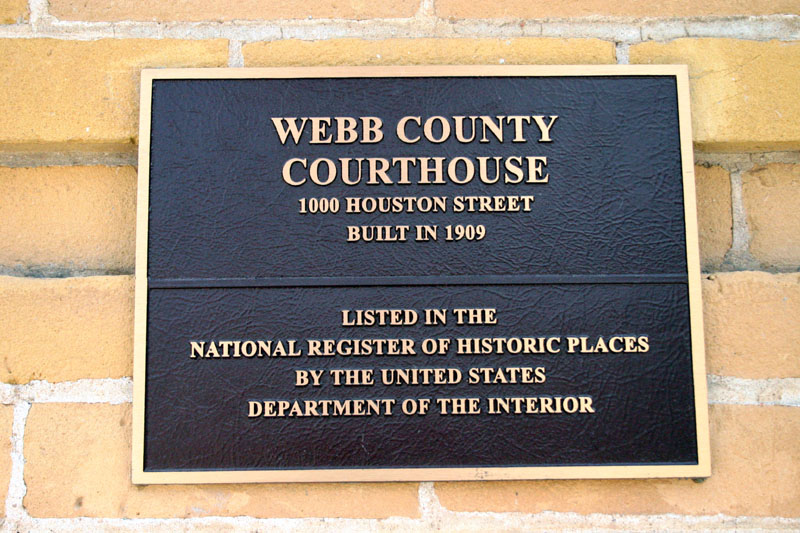 WEBB COUNTY
COURTHOUSE
1000 HOUSTON STREET
BUILT IN 1909
LISTED IN THE
NATIONAL REGISTER OF HISTORIC PLACES
BY THE UNITED STATES
DEPARTMENT OF THE INTERIOR